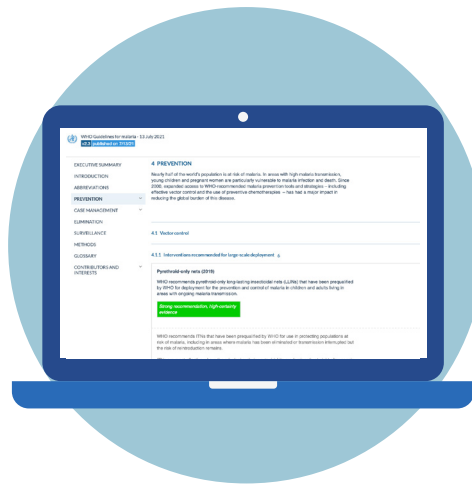 WHO Guidelines for malaria - 13 July 2021
v2.3 published on 7/13/21
EXECUTIVE SUMMARY
INTRODUCTION
ABBREVIATIONS
PREVENTION
CASE MANAGEMENT
ELIMINATION
SURVEILLANCE
METHODS
GLOSSARY
CONTRIBUTORS AND
INTERESTS
4 PREVENTION
Nearly half of the world's population is at risk of malaria. In areas with high malaria transmission,
young children and pregnant women are particularly vulnerable to malaria infection and death. Since
2000, expanded access to WHO-recommended malaria prevention tools and strategies – including
effective vector control and the use of preventive chemotherapies – has had a major impact in
reducing the global burden of this disease.
4.1 Vector control
4.1.1 Interventions recommended for large-scale deployment
Pyrethroid-only nets (2019)
WHO recommends pyrethroid-only long-lasting insecticidal nets (LLINs) that have been prequalified
by WHO for deployment for the prevention and control of malaria in children and adults living in
areas with ongoing malaria transmission.
Strong recommendation, high certainty
evidence
WHO recommends ITNs that have been prequalified by WHO for use in protecting populations at
risk of malaria, including in areas where malaria has been eliminated or transmission interrupted but
the risk of reintroduction remains.